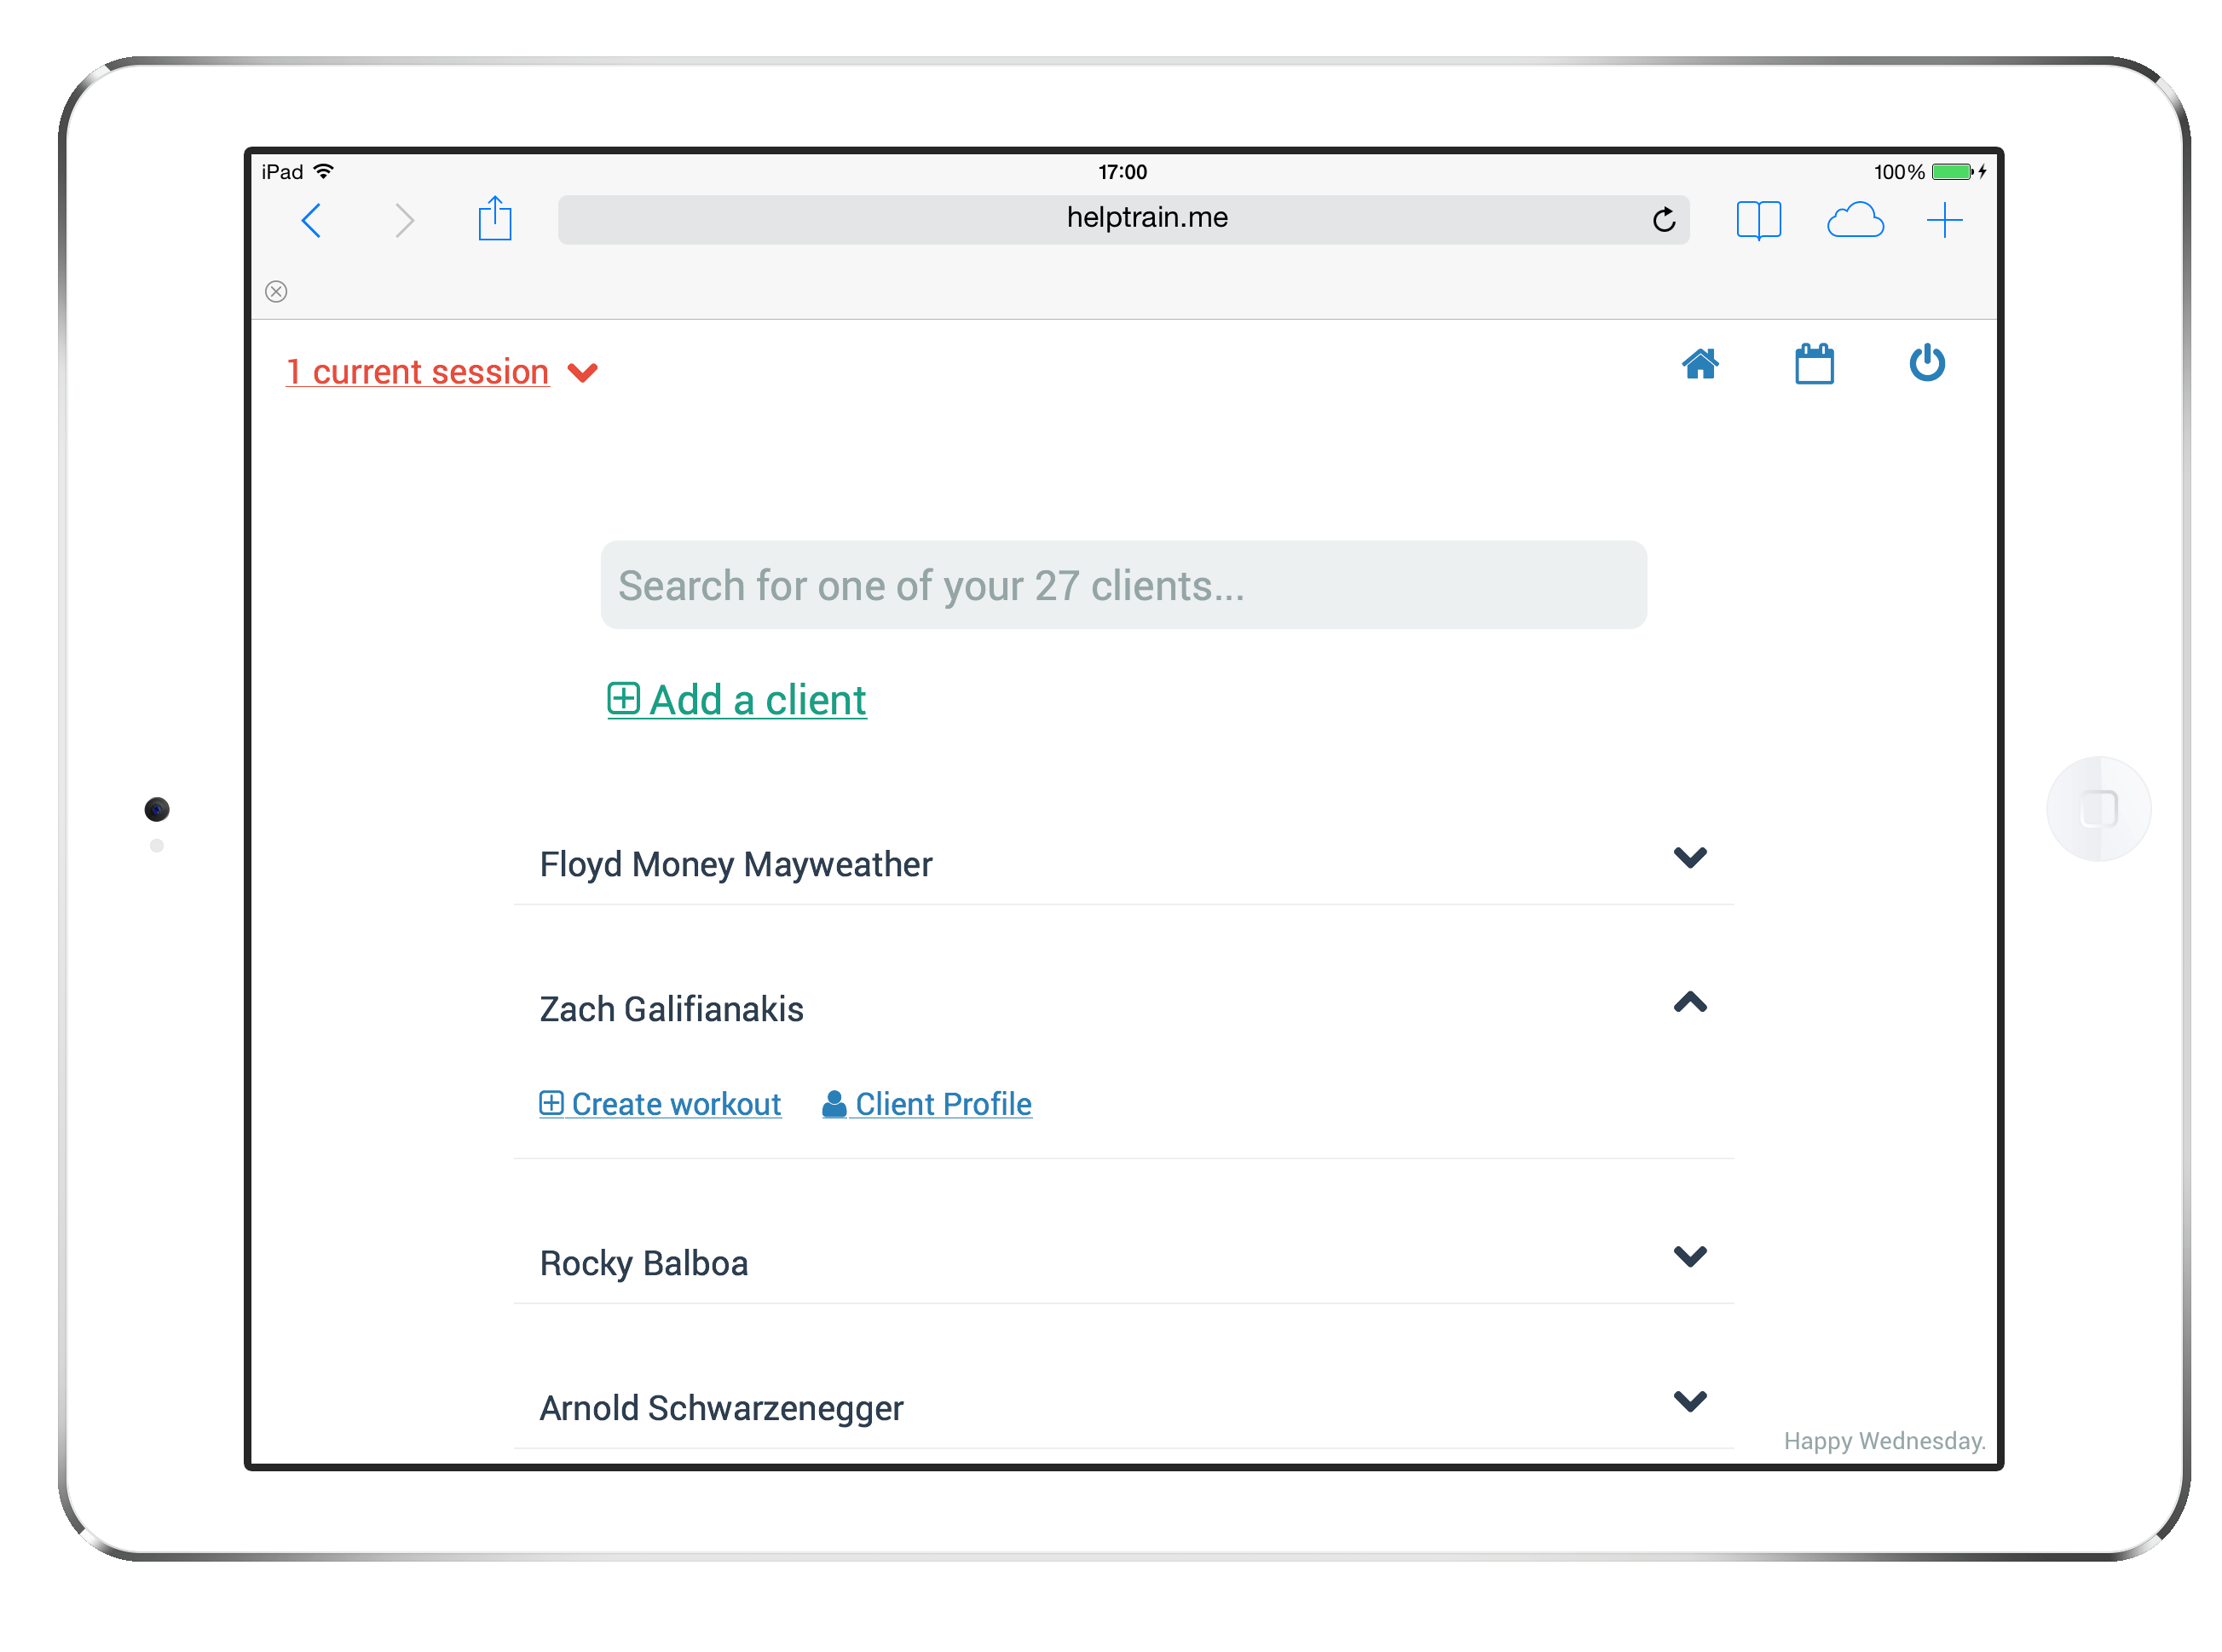 iPad 17:00 100%
helptrain.me
1 current session
Search for one of your 27 clients...
Add a client
Floyd Money Mayweather
Zach Galifianakis
Create workout Client Profile
Rocky Balboa
Arnold Schwarzenegger
Happy Wednesday.